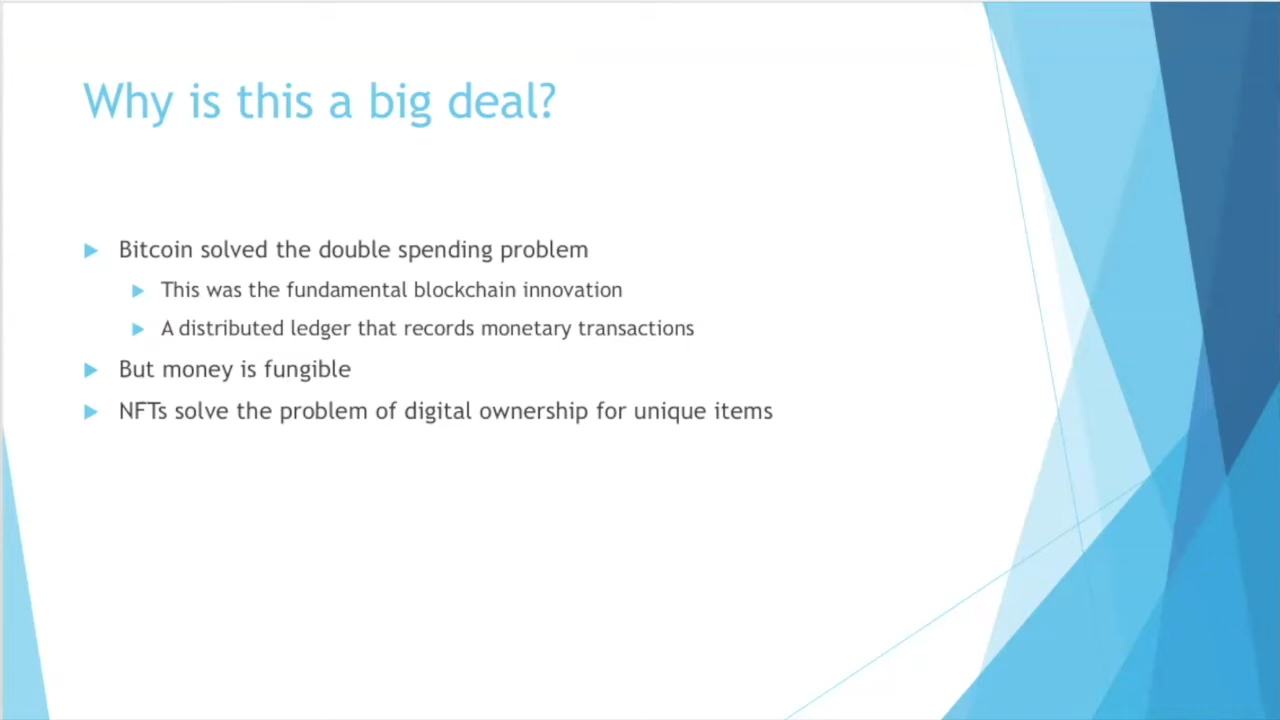 Why is this a big deal?
Bitcoin solved the double spending problem
This was the fundamental blockchain innovation
A distributed ledger that records monetary transactions
But money is fungible
NFTs solve the problem of digital ownership for unique items